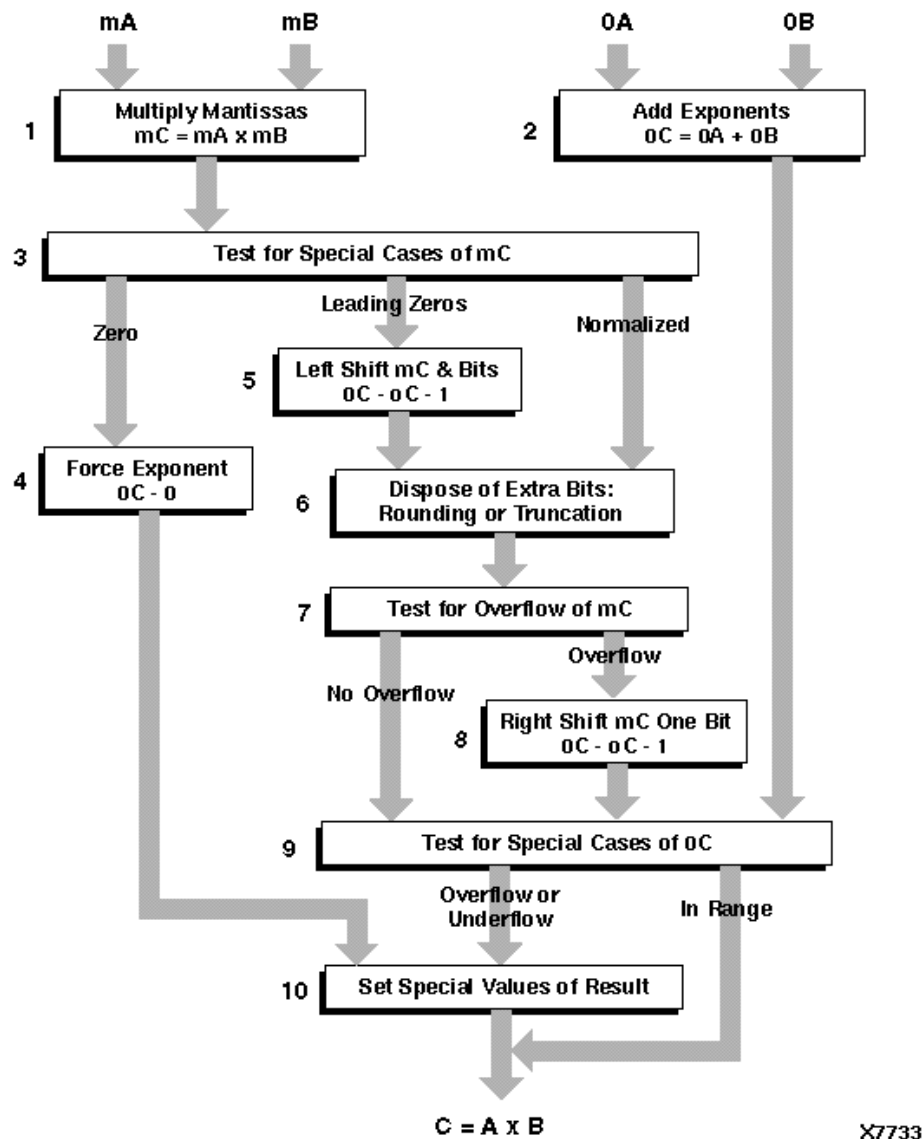 mA mB 0A 0B
1 Multiply Mantissas
mC = mA x mB
2 Add Exponents
0C = 0A + 0B
3 Test for Special Cases of mC
Zero
Leading Zeros
Normalized
5 Left Shift mC & Bits
0C - oC - 1
4 Force Exponent
0C - 0
6 Dispose of Extra Bits:
Rounding or Truncation
7 Test for Overflow of mC
No Overflow
Overflow
8 Right Shift mC One Bit
0C - oC - 1
9 Test for Special Cases of 0C
Overflow or
Underflow
In Range
10 Set Special Values of Result
C = A x B
X7733